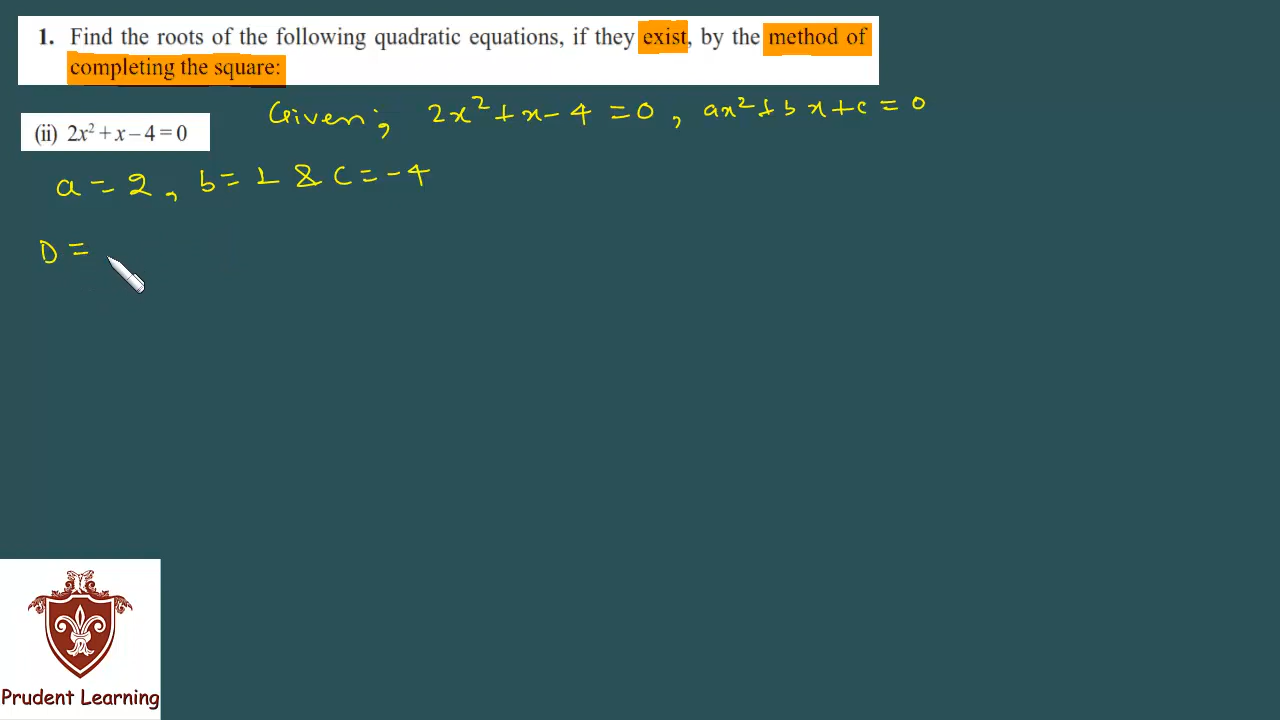 1. Find the roots of the following quadratic equations, if they exist, by the method of
completing the square:
Given; 2x² + x - 4 = 0, ax² + bx + c = 0
(ii) 2x² + x – 4 = 0
a = 2, b = 1 & c = -4
D =
Prudent Learning